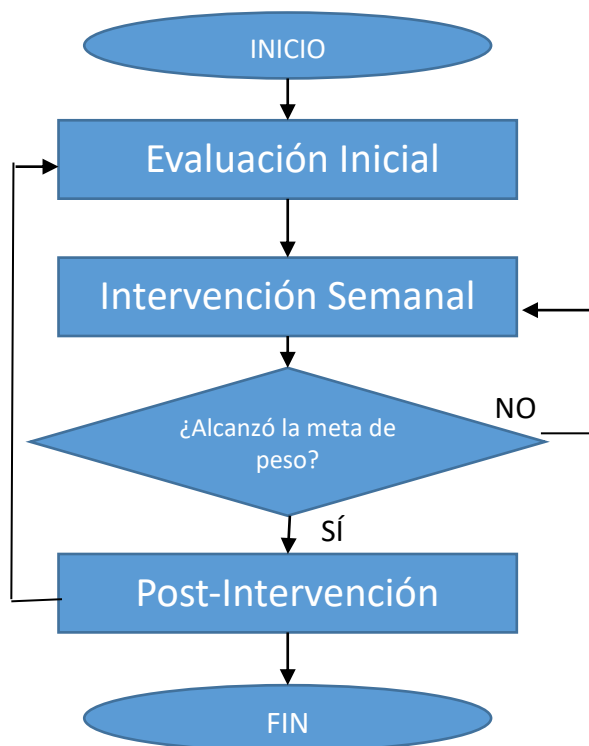 INICIO
Evaluación Inicial
Intervención Semanal
¿Alcanzó la meta de
peso?
NO
SÍ
Post-Intervención
FIN